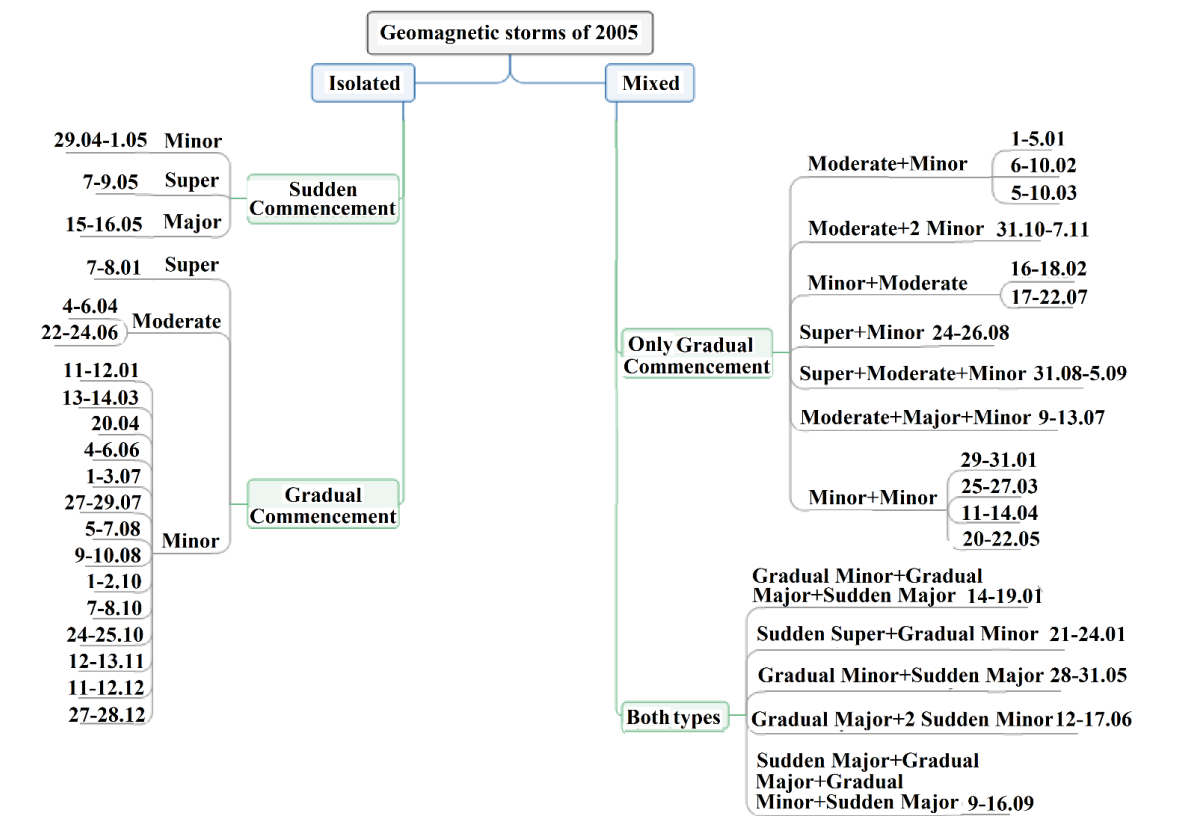 Geomagnetic storms of 2005
Isolated
Mixed
29.04-1.05 Minor
7-9.05 Super
15-16.05 Major
Sudden
Commencement
7-8.01 Super
4-6.04
22-24.06
Moderate
11-12.01
13-14.03
20.04
4-6.06
1-3.07
27-29.07
5-7.08
9-10.08
1-2.10
7-8.10
24-25.10
12-13.11
11-12.12
27-28.12
Minor
Gradual
Commencement
Only Gradual
Commencement
Moderate+Minor
1-5.01
6-10.02
5-10.03
Moderate+2 Minor 31.10-7.11
Minor+Moderate
16-18.02
17-22.07
Super+Minor 24-26.08
Super+Moderate+Minor 31.08-5.09
Moderate+Major+Minor 9-13.07
Minor+Minor
29-31.01
25-27.03
11-14.04
20-22.05
Both types
Gradual Minor+Gradual
Major+Sudden Major 14-19.01
Sudden Super+Gradual Minor 21-24.01
Gradual Minor+Sudden Major 28-31.05
Gradual Major+2 Sudden Minor 12-17.06
Sudden Major+Gradual
Major+Gradual
Minor+Sudden Major 9-16.09